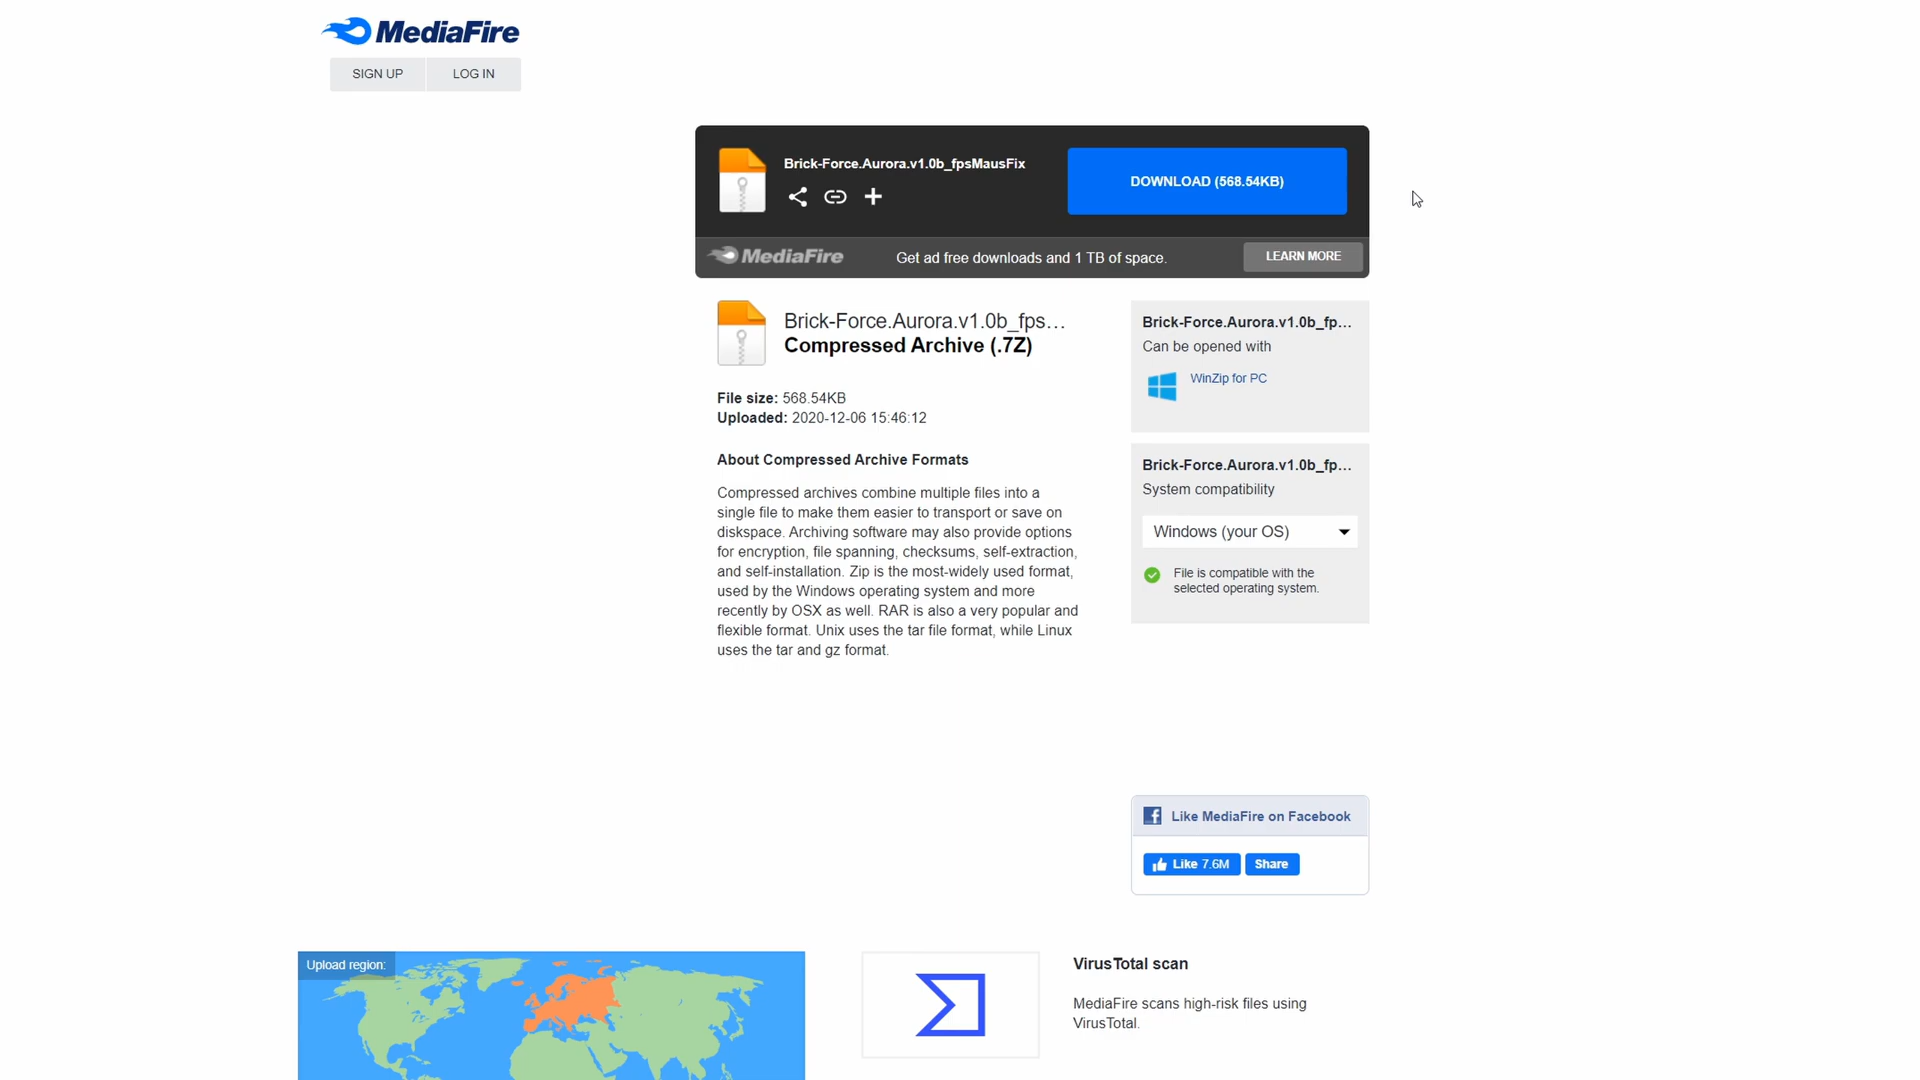 MediaFire
SIGN UP
LOG IN
Brick-Force.Aurora.v1.0b_fpsMausFix
DOWNLOAD (568.54KB)
MediaFire
Get ad free downloads and 1 TB of space.
LEARN MORE
Brick-Force.Aurora.v1.0b_fps...
Compressed Archive (.7Z)
File size: 568.54KB
Uploaded: 2020-12-06 15:46:12
About Compressed Archive Formats
Compressed archives combine multiple files into a
single file to make them easier to transport or save on
diskspace. Archiving software may also provide options
for encryption, file spanning, checksums, self-extraction,
and self-installation. Zip is the most-widely used format,
used by the Windows operating system and more
recently by OSX as well. RAR is also a very popular and
flexible format. Unix uses the tar file format, while Linux
uses the tar and gz format.
Brick-Force.Aurora.v1.0b_fp...
Can be opened with
WinZip for PC
Brick-Force.Aurora.v1.0b_fp...
System compatibility
Windows (your OS)
File is compatible with the
selected operating system.
Like MediaFire on Facebook
Like 7.6M
Share
Upload region:
VirusTotal scan
MediaFire scans high-risk files using
VirusTotal.